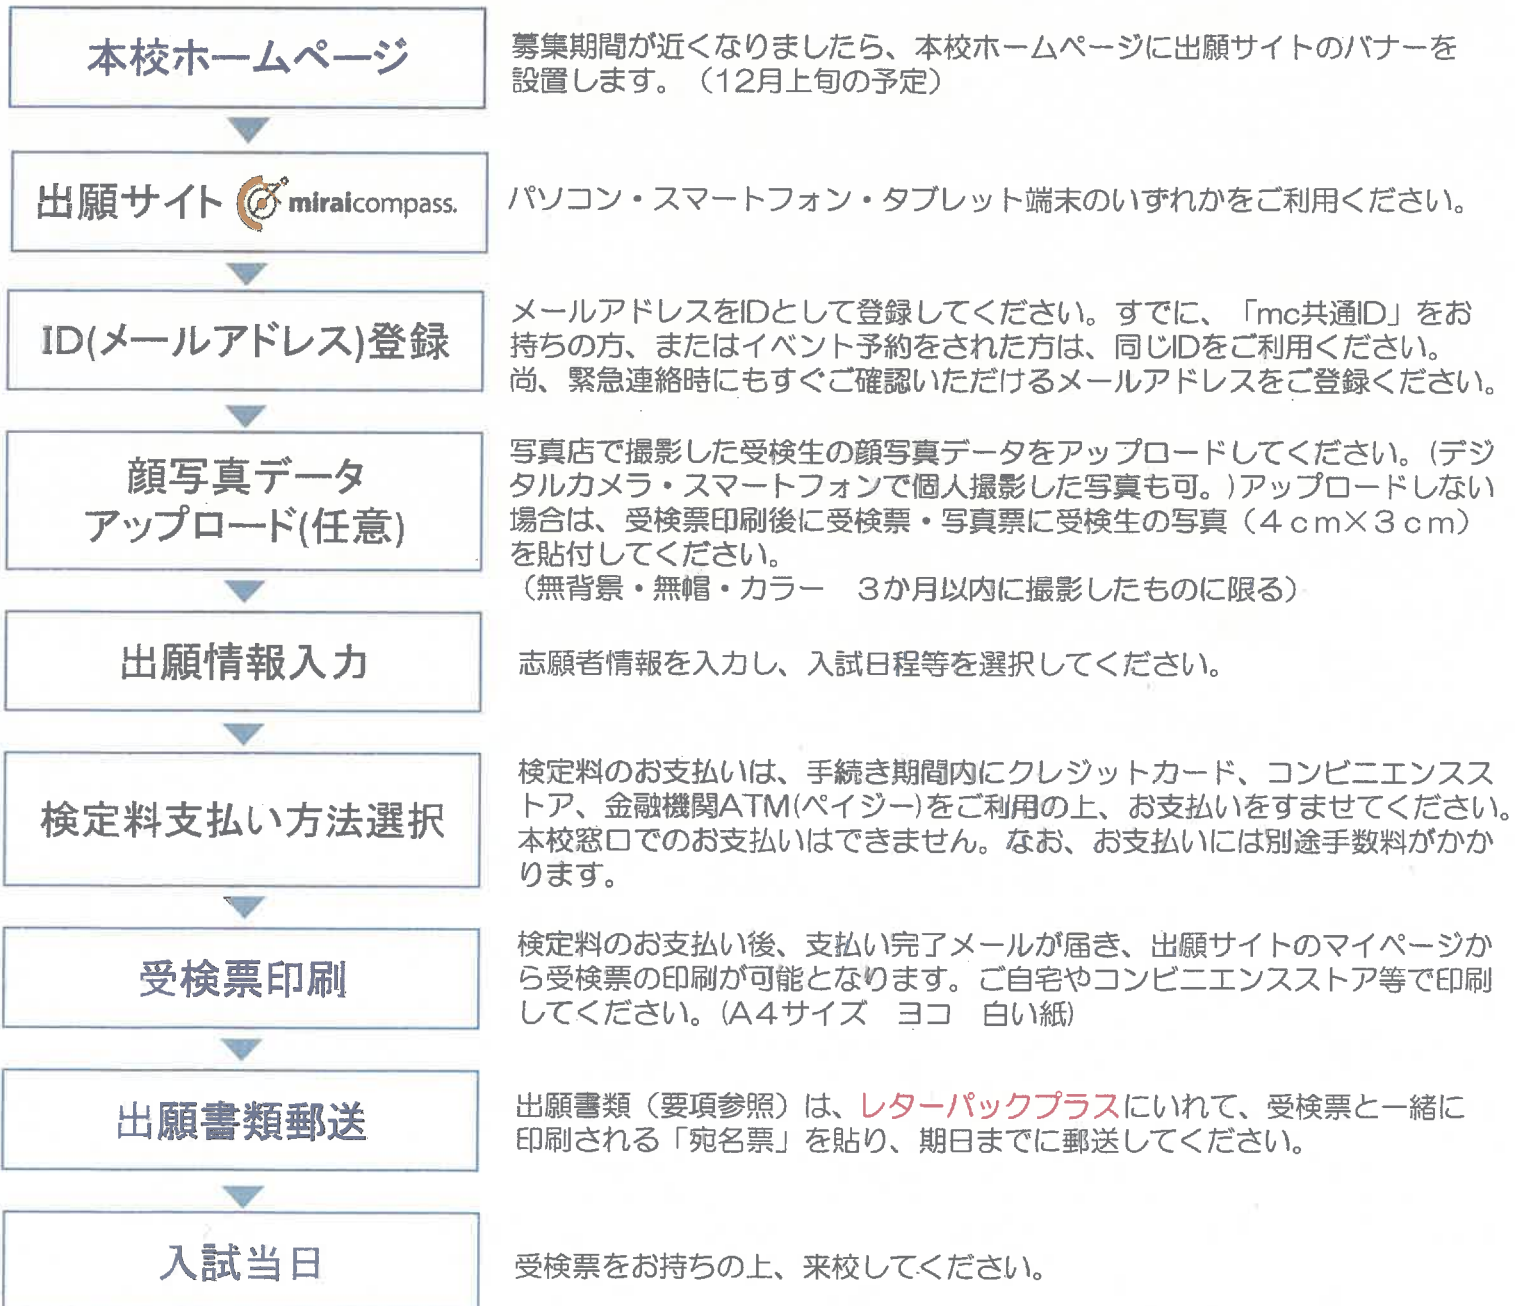 本校ホームページ
募集期間が近くなりましたら、本校ホームページに出願サイトのバナーを
設置します。（12月上旬の予定）
出願サイト miraicompass.
パソコン・スマートフォン・タブレット端末のいずれかをご利用ください。
ID(メールアドレス)登録
メールアドレスをIDとして登録してください。すでに、「mc共通ID」をお
持ちの方、またはイベント予約をされた方は、同じIDをご利用ください。
尚、緊急連絡時にもすぐご確認いただけるメールアドレスをご登録ください。
顔写真データ
アップロード(任意)
写真店で撮影した受検生の顔写真データをアップロードしてください。(デジ
タルカメラ・スマートフォンで個人撮影した写真も可。)アップロードしない
場合は、受検票印刷後に受検票・写真票に受検生の写真（４ｃｍ×３ｃｍ）
を貼付してください。
（無背景・無帽・カラー　３か月以内に撮影したものに限る）
出願情報入力
志願者情報を入力し、入試日程等を選択してください。
検定料支払い方法選択
検定料のお支払いは、手続き期間内にクレジットカード、コンビニエンスス
トア、金融機関ATM(ペイジー)をご利用の上、お支払いをすませてください。
本校窓口でのお支払いはできません。なお、お支払いには別途手数料がかか
ります。
受検票印刷
検定料のお支払い後、支払い完了メールが届き、出願サイトのマイページか
ら受検票の印刷が可能となります。ご自宅やコンビニエンスストア等で印刷
してください。(A４サイズ　ヨコ　白い紙)
出願書類郵送
出願書類（要項参照）は、レターパックプラスにいれて、受検票と一緒に
印刷される「宛名票」を貼り、期日までに郵送してください。
入試当日
受検票をお持ちの上、来校してください。